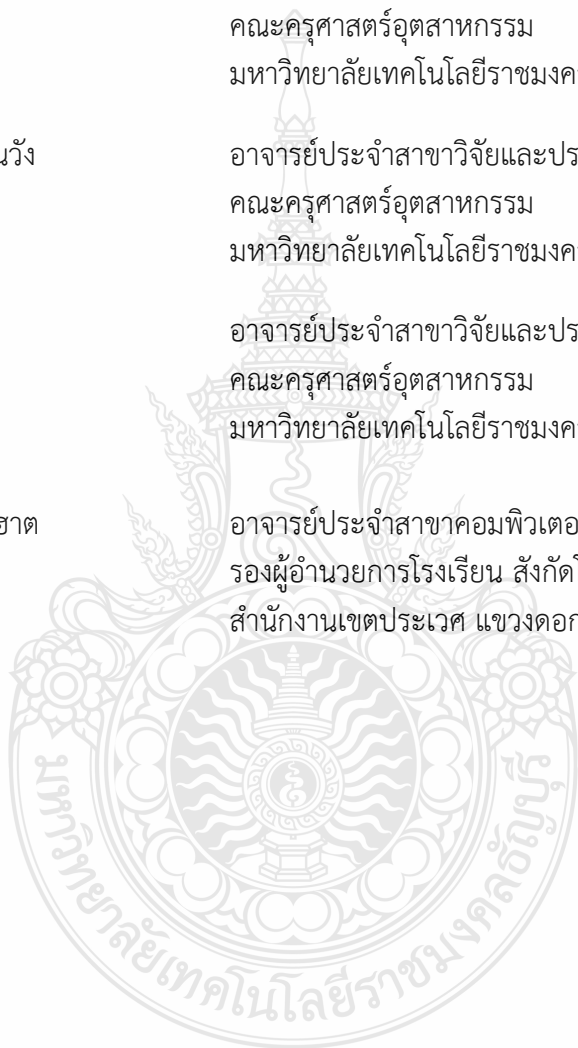 คณะครุศาสตร์อุตสาหกรรม
มหาวิทยาลัยเทคโนโลยีราชมงค
นวัง อาจารย์ประจำสาขาวิจัยและประ
คณะครุศาสตร์อุตสาหกรรม
มหาวิทยาลัยเทคโนโลยีราชมงค
อาจารย์ประจำสาขาวิจัยและประ
คณะครุศาสตร์อุตสาหกรรม
มหาวิทยาลัยเทคโนโลยีราชมงค
ฮาต อาจารย์ประจำสาขาคอมพิวเตอ
รองผู้อำนวยการโรงเรียน สังกัด
สำนักงานเขตประเวศ แขวงดอก
มหาวิทยาลัยเทคโนโลยีราชมงคลธัญบุรี